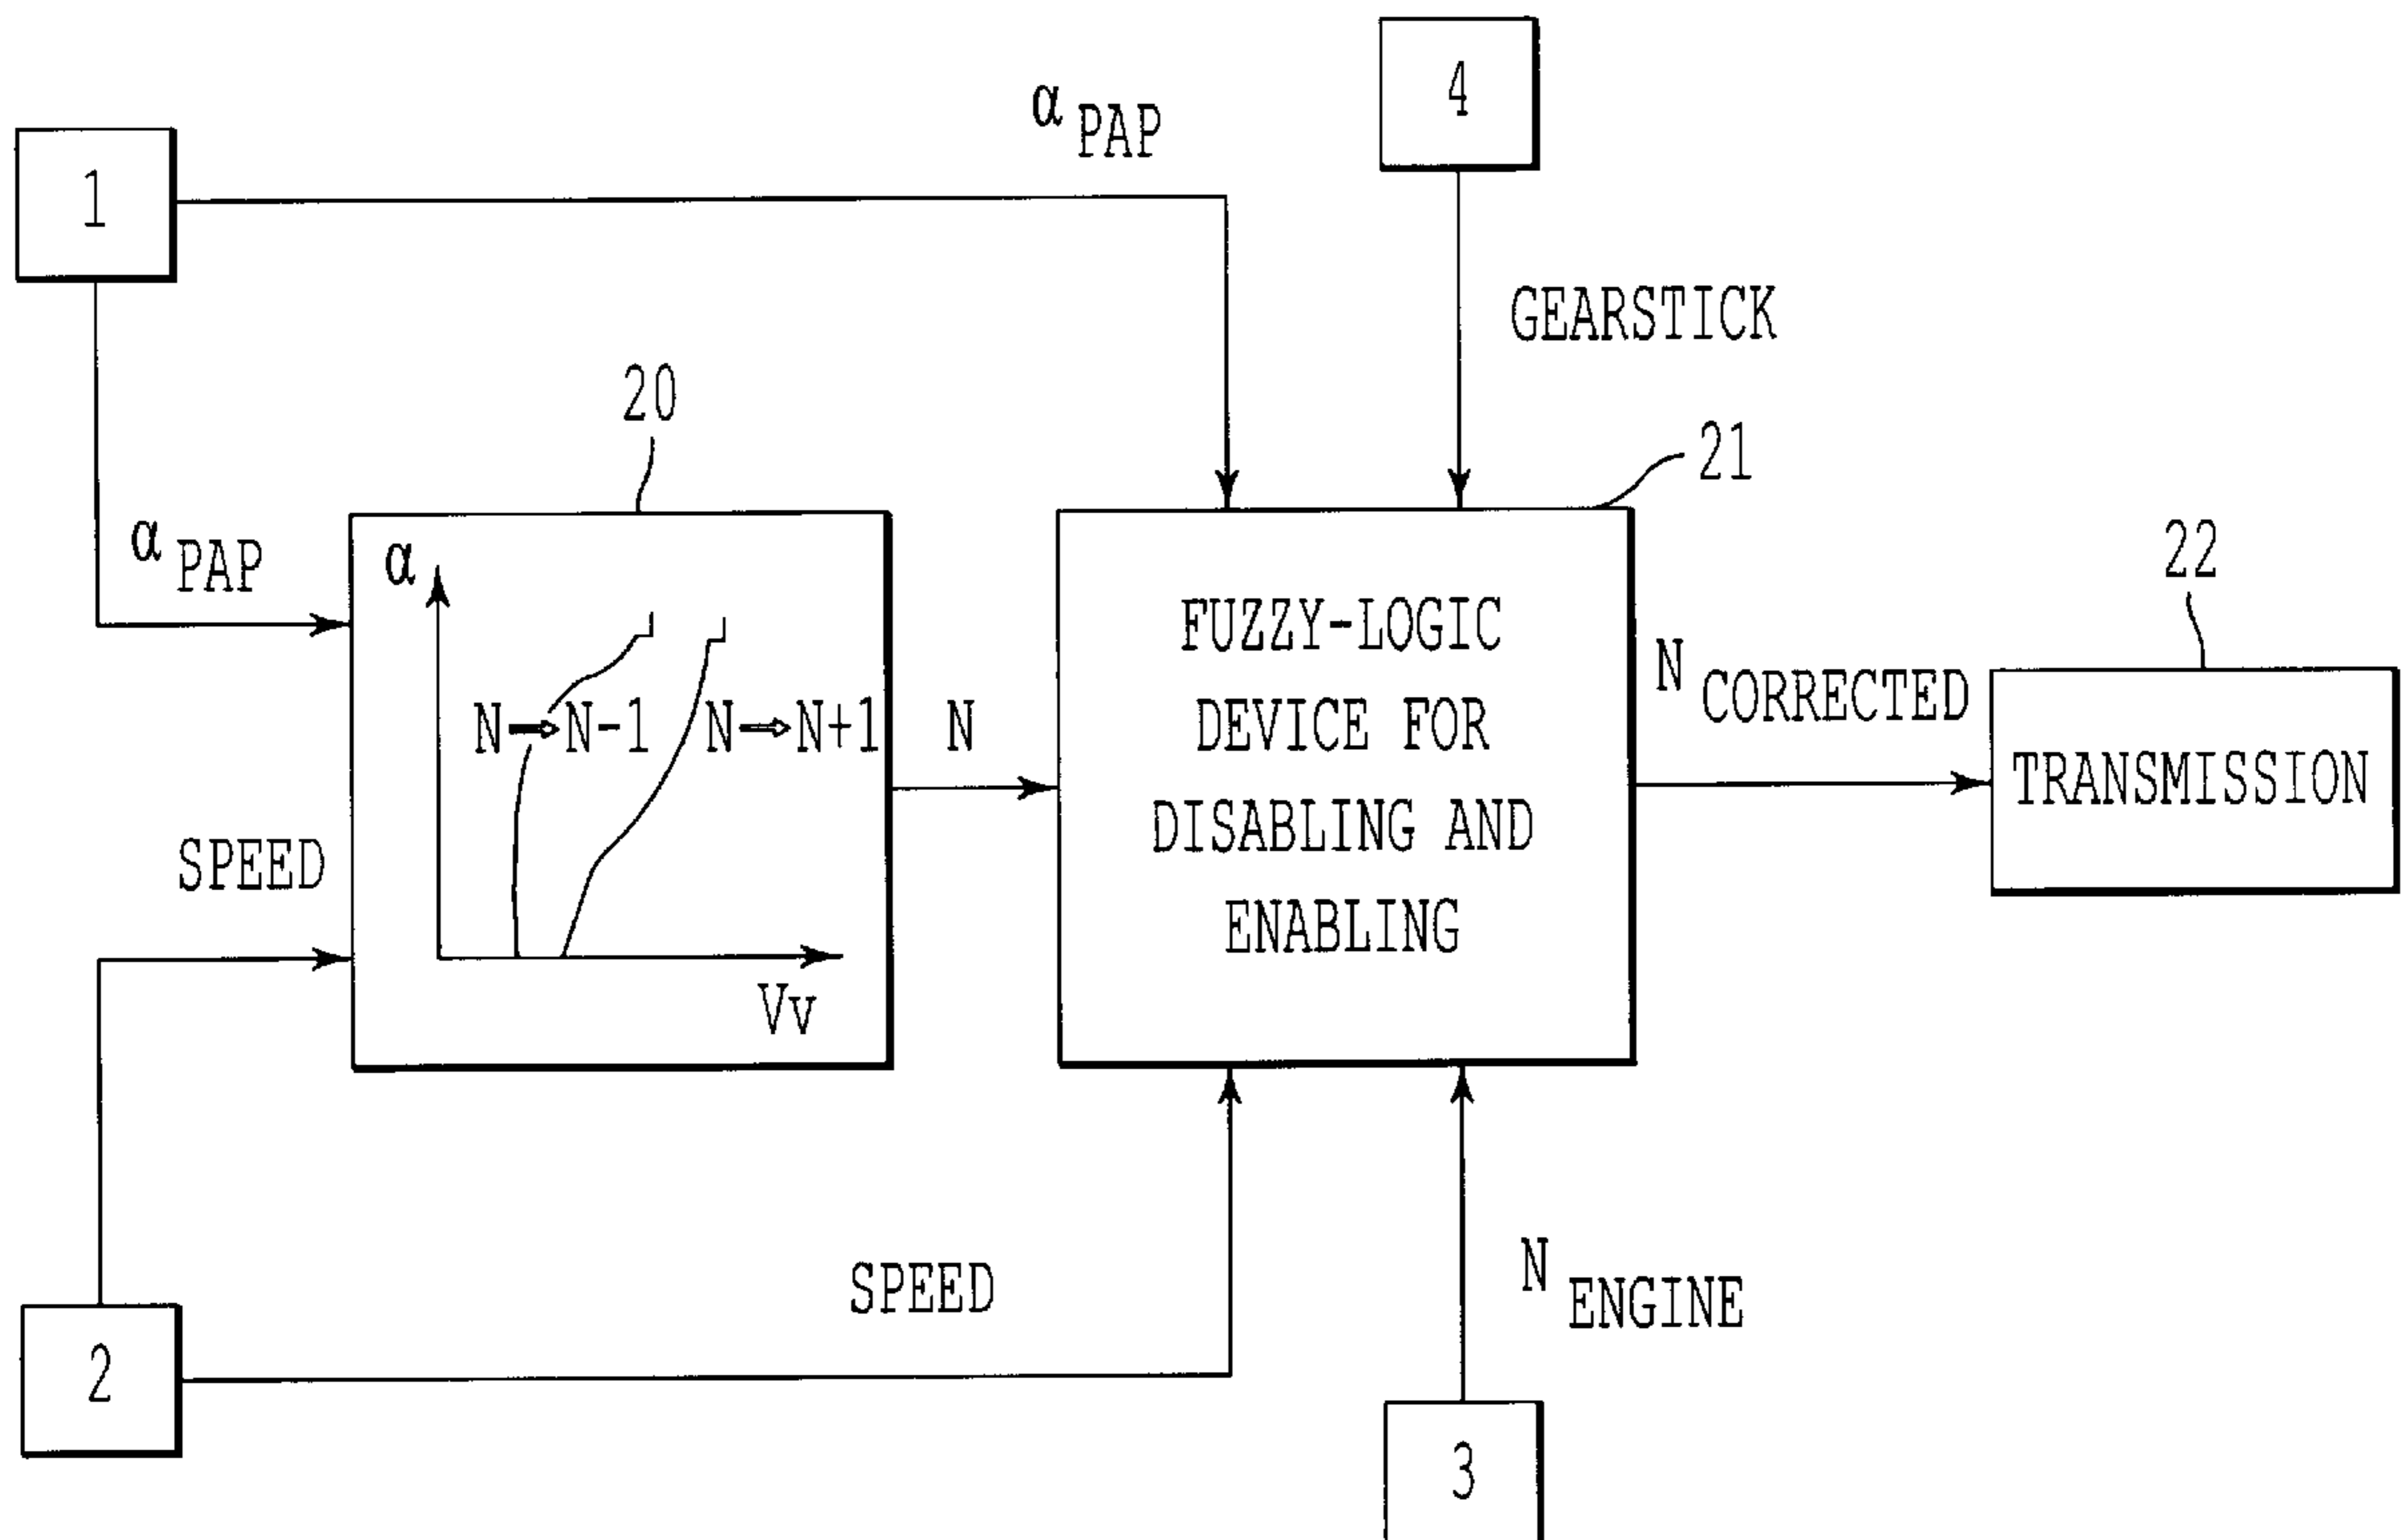 4
α PAP
1
GEARSTICK
20
21
α PAP
α
22
FUZZY-LOGIC
DEVICE FOR
DISABLING AND
ENABLING
N CORRECTED
N➞N-1
N➞N+1
N
TRANSMISSION
SPEED
Vv
SPEED
N ENGINE
2
3